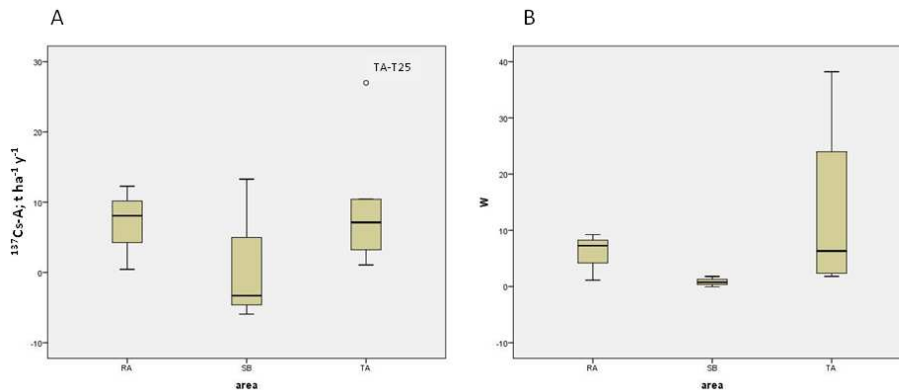 A
B
30
20
10
0
-10
¹³⁷Cs-A; t ha⁻¹ y⁻¹
TA-T25
RA
SB
TA
area
40
30
20
10
0
-10
W
RA
SB
TA
area